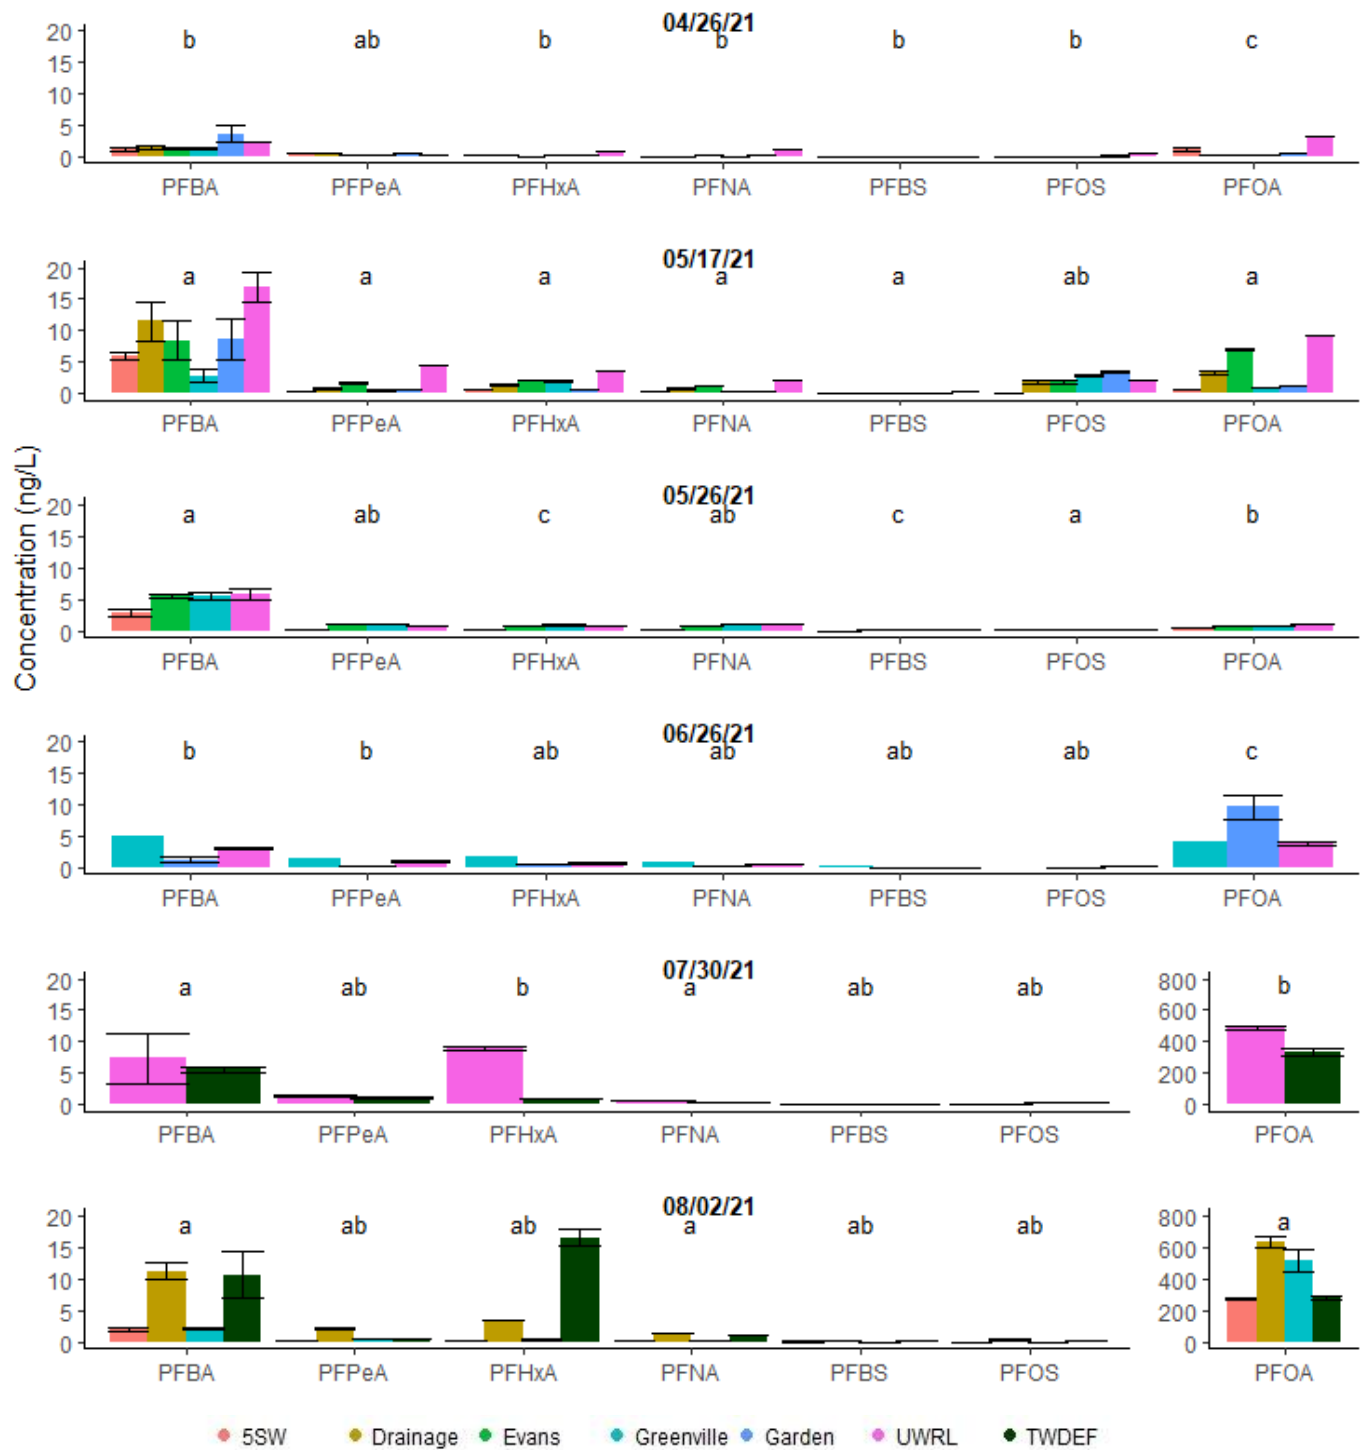 04/26/21
20 b ab b b b b c
15
10
5
0
PFBA PFPeA PFHxA PFNA PFBS PFOS PFOA
05/17/21
20 a a a a a ab a
15
10
5
0
PFBA PFPeA PFHxA PFNA PFBS PFOS PFOA
Concentration (ng/L)
05/26/21
20 a ab c ab c a b
15
10
5
0
PFBA PFPeA PFHxA PFNA PFBS PFOS PFOA
06/26/21
20 b b ab ab ab ab c
15
10
5
0
PFBA PFPeA PFHxA PFNA PFBS PFOS PFOA
07/30/21
20 a ab b a ab ab 800 b
15 600
10 400
5 200
0 0
PFBA PFPeA PFHxA PFNA PFBS PFOS PFOA
08/02/21
20 a ab ab a ab ab 800 a
15 600
10 400
5 200
0 0
PFBA PFPeA PFHxA PFNA PFBS PFOS PFOA
5SW Drainage Evans Greenville Garden UWRL TWDEF